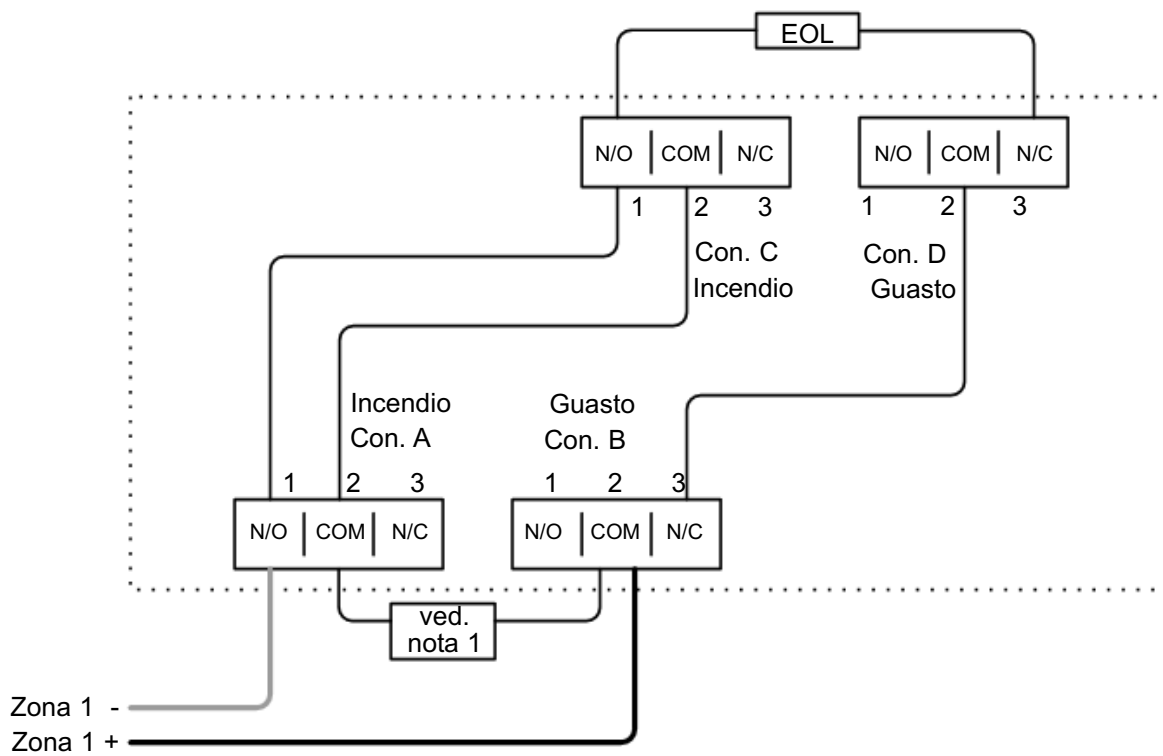 EOL
N/O COM N/C
N/O COM N/C
1 2 3
1 2 3
Con. C
Incendio
Con. D
Guasto
Incendio
Con. A
Guasto
Con. B
1 2 3
1 2 3
N/O COM N/C
N/O COM N/C
ved.
nota 1
Zona 1 -
Zona 1 +